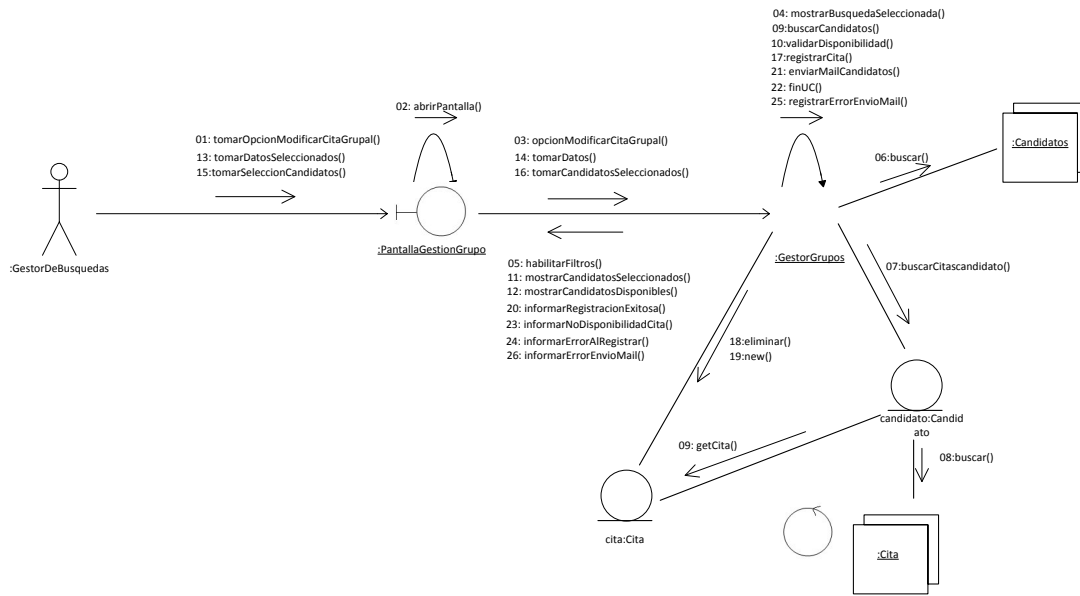 04: mostrarBusquedaSeleccionada()
09:buscarCandidatos()
10:validarDisponibilidad()
17:registrarCita()
21: enviarMailCandidatos()
22: finUC()
25: registrarErrorEnvioMail()
02: abrirPantalla()
01: tomarOpcionModificarCitaGrupal()
13: tomarDatosSeleccionados()
15:tomarSeleccionCandidatos()
03: opcionModificarCitaGrupal()
14: tomarDatos()
16: tomarCandidatosSeleccionados()
06:buscar()
:Candidatos
:GestorDeBusquedas
:PantallaGestionGrupo
:GestorGrupos
05: habilitarFiltros()
11: mostrarCandidatosSeleccionados()
12: mostrarCandidatosDisponibles()
20: informarRegistracionExitosa()
23: informarNoDisponibilidadCita()
24: informarErrorAlRegistrar()
26: informarErrorEnvioMail()
07:buscarCitascandidato()
18:eliminar()
19:new()
candidato:Candid
ato
09: getCita()
08:buscar()
cita:Cita
:Cita